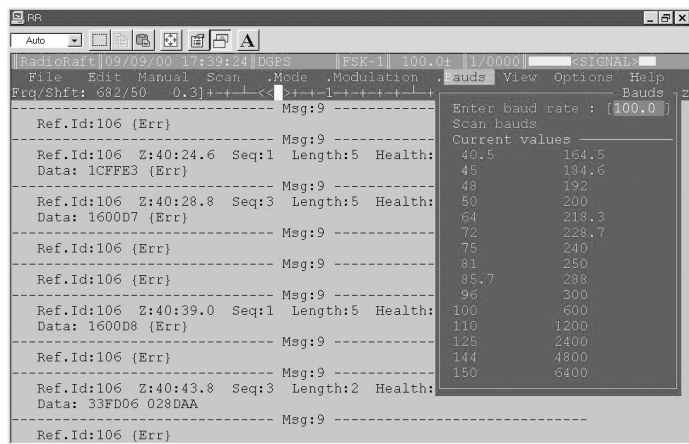 RR
Auto
A
RadioRaft 09/09/00 17:39:24 DGPS FSK-1 100.0± 1/0000 <SIGNAL>
File Edit Manual Scan .Mode .Modulation .Bauds View Options Help
Frq/Shft: 682/50 0.3]+-+-┴-<< >+-+-1-+-+-+-┴-+ Bauds z
Enter baud rate : [100.0 ]
Scan bauds
Current values
40.5 164.5
45 184.6
48 192
50 200
64 218.3
72 228.7
75 240
81 250
85.7 288
96 300
100 600
110 1200
125 2400
144 4800
150 6400
Msg:9
Ref.Id:106 {Err}
Msg:9
Ref.Id:106 Z:40:24.6 Seq:1 Length:5 Health:
Data: 1CFFE3 {Err}
Msg:9
Ref.Id:106 Z:40:28.8 Seq:3 Length:5 Health:
Data: 1600D7 {Err}
Msg:9
Ref.Id:106 {Err}
Msg:9
Ref.Id:106 {Err}
Msg:9
Ref.Id:106 Z:40:39.0 Seq:1 Length:5 Health:
Data: 1600D8 {Err}
Msg:9
Ref.Id:106 {Err}
Msg:9
Ref.Id:106 Z:40:43.8 Seq:3 Length:2 Health:
Data: 33FD06 028DAA
Msg:9
Ref.Id:106 {Err}